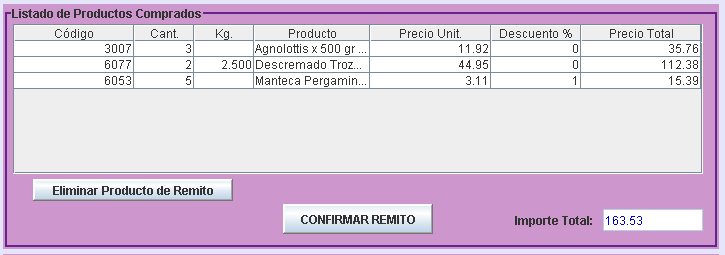 Listado de Productos Comprados
Código Cant. Kg. Producto Precio Unit. Descuento % Precio Total
3007 3 Agnolottis x 500 gr ... 11.92 0 35.76
6077 2 2.500 Descremado Troz... 44.95 0 112.38
6053 5 Manteca Pergamin... 3.11 1 15.39
Eliminar Producto de Remito
CONFIRMAR REMITO Importe Total: 163.53